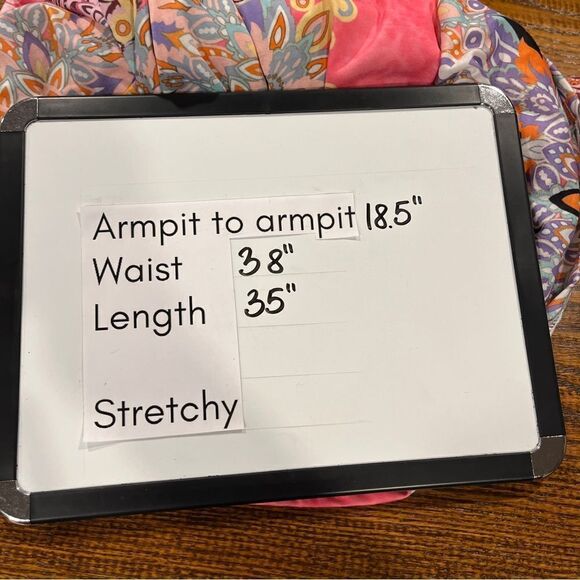 Armpit to armpit 18.5"
Waist 38"
Length 35"
Stretchy